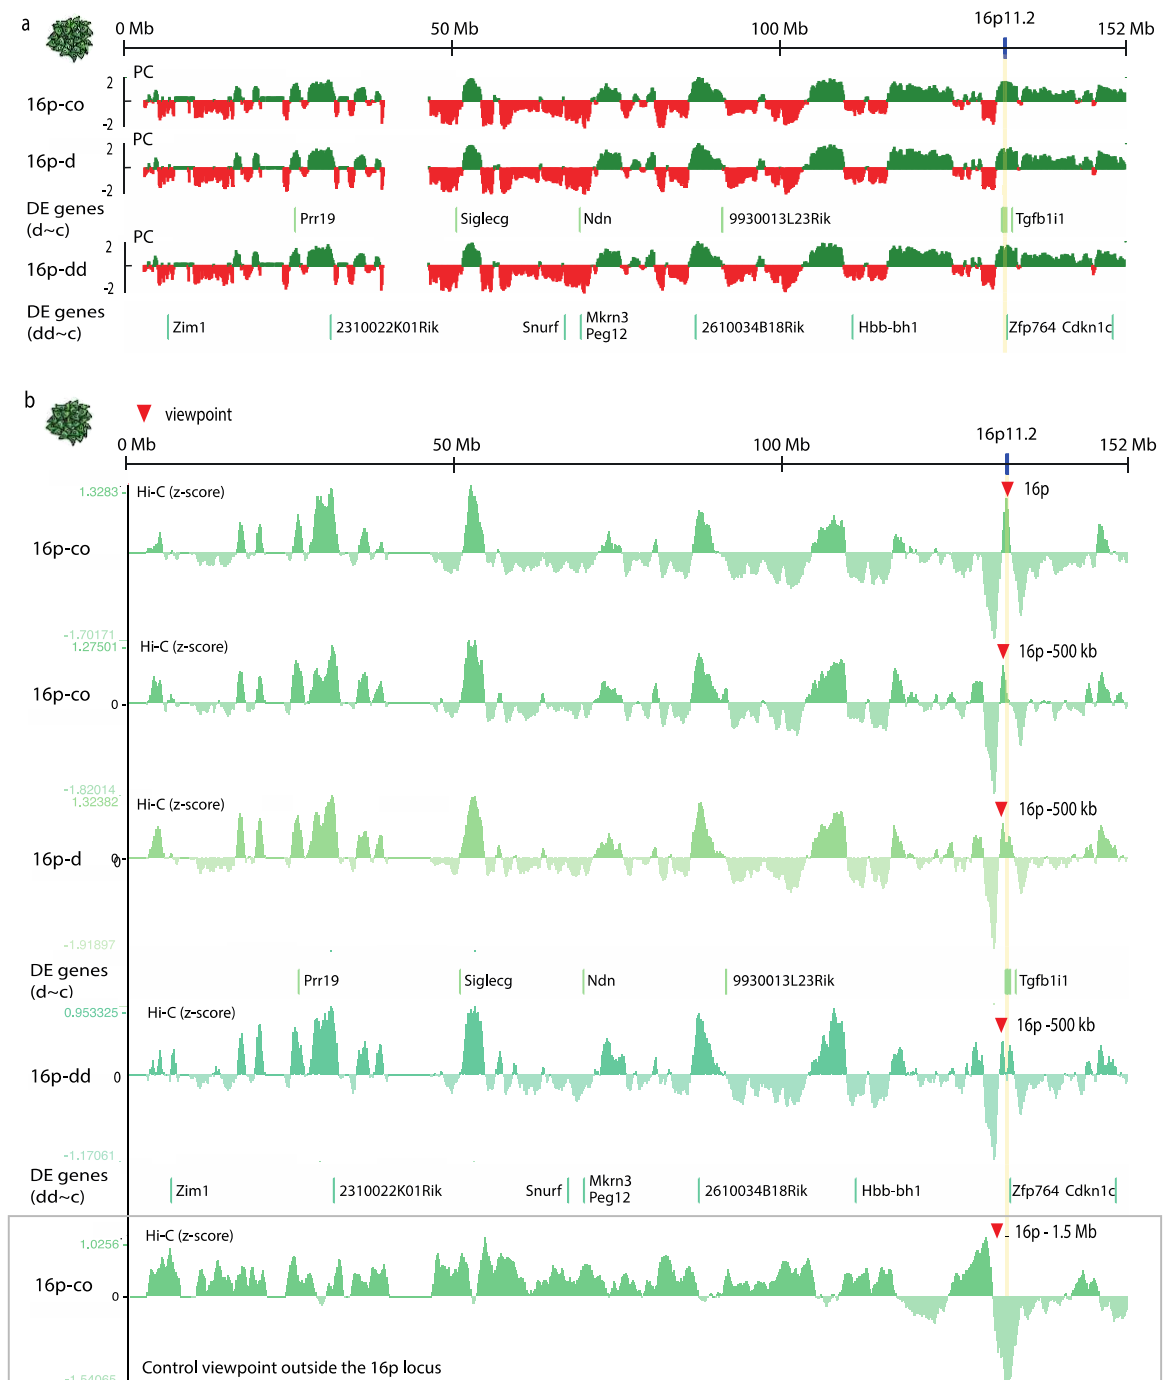 a
0 Mb 50 Mb 100 Mb 16p11.2 152 Mb
PC
2
16p-co
-2
PC
2
16p-d
-2
DE genes
(d~c)
Prr19 Siglecg Ndn 9930013L23Rik Tgfb1i1
PC
2
16p-dd
-2
DE genes
(dd~c)
Zim1 2310022K01Rik Snurf Mkrn3 2610034B18Rik Hbb-bh1 Zfp764 Cdkn1c
Peg12
b
viewpoint
0 Mb 50 Mb 100 Mb 16p11.2 152 Mb
1.3283 Hi-C (z-score) 16p
16p-co
-1.70171
1.27501 Hi-C (z-score) 16p -500 kb
16p-co 0
-1.82014
1.32382 Hi-C (z-score) 16p -500 kb
16p-d 0
-1.91897
DE genes
(d~c)
Prr19 Siglecg Ndn 9930013L23Rik Tgfb1i1
0.953325 Hi-C (z-score) 16p -500 kb
16p-dd 0
-1.17061
DE genes
(dd~c)
Zim1 2310022K01Rik Snurf Mkrn3 2610034B18Rik Hbb-bh1 Zfp764 Cdkn1c
Peg12
1.0256 Hi-C (z-score) 16p - 1.5 Mb
16p-co 0
Control viewpoint outside the 16p locus